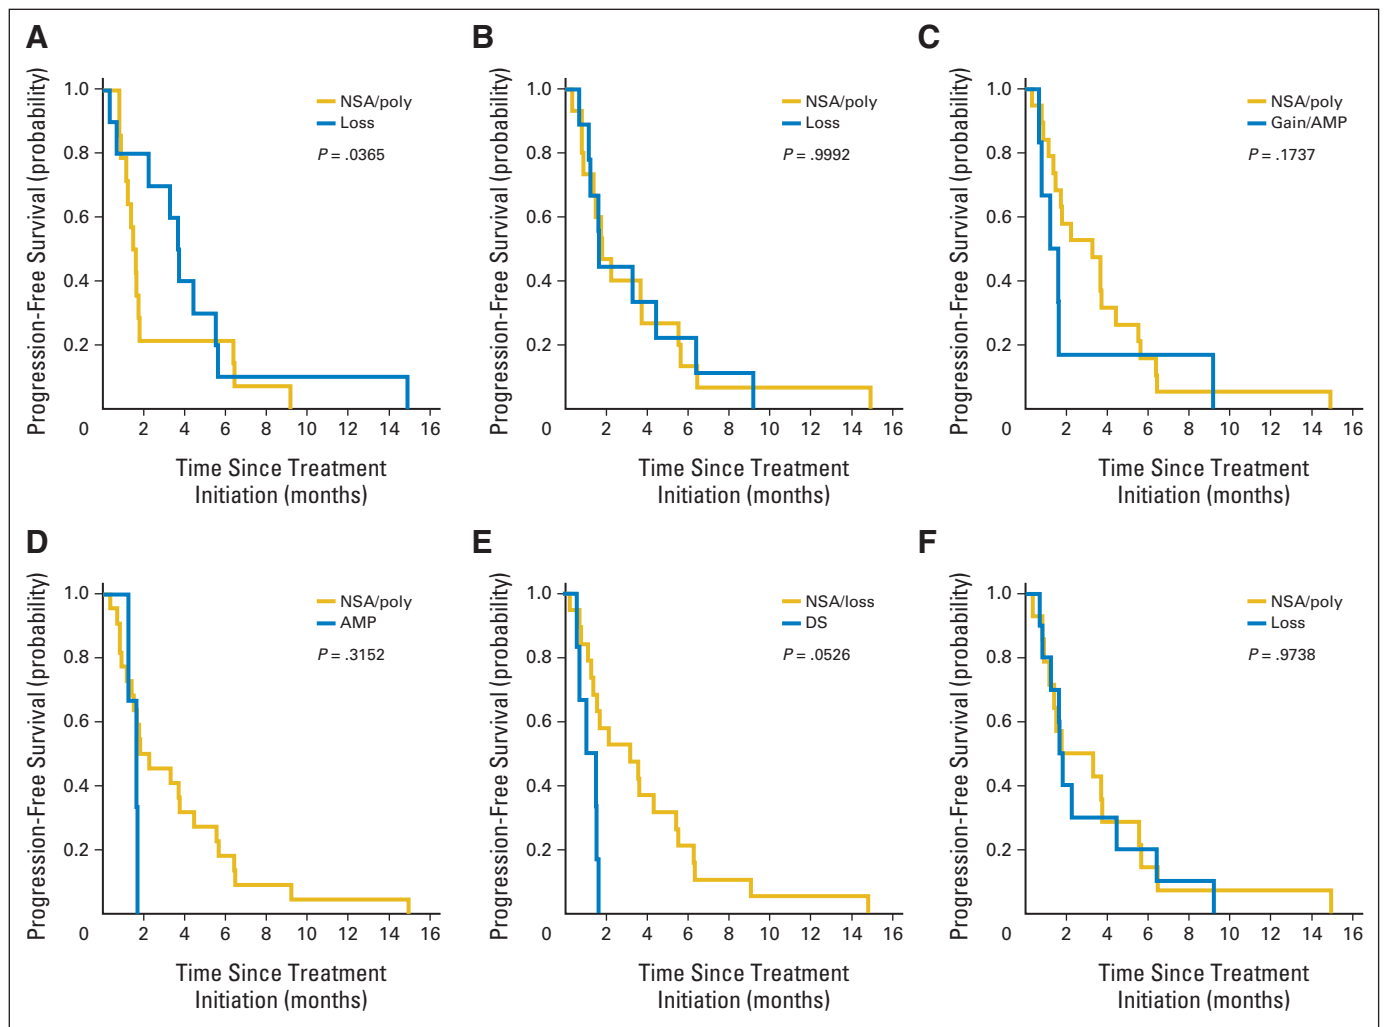 A
Progression-Free Survival (probability)
1.0
0.8
0.6
0.4
0.2
0
2
4
6
8
10
12
14
16
NSA/poly
Loss
P = .0365
Time Since Treatment
Initiation (months)
B
Progression-Free Survival (probability)
1.0
0.8
0.6
0.4
0.2
0
2
4
6
8
10
12
14
16
NSA/poly
Loss
P = .9992
Time Since Treatment
Initiation (months)
C
Progression-Free Survival (probability)
1.0
0.8
0.6
0.4
0.2
0
2
4
6
8
10
12
14
16
NSA/poly
Gain/AMP
P = .1737
Time Since Treatment
Initiation (months)
D
Progression-Free Survival (probability)
1.0
0.8
0.6
0.4
0.2
0
2
4
6
8
10
12
14
16
NSA/poly
AMP
P = .3152
Time Since Treatment
Initiation (months)
E
Progression-Free Survival (probability)
1.0
0.8
0.6
0.4
0.2
0
2
4
6
8
10
12
14
16
NSA/loss
DS
P = .0526
Time Since Treatment
Initiation (months)
F
Progression-Free Survival (probability)
1.0
0.8
0.6
0.4
0.2
0
2
4
6
8
10
12
14
16
NSA/poly
Loss
P = .9738
Time Since Treatment
Initiation (months)